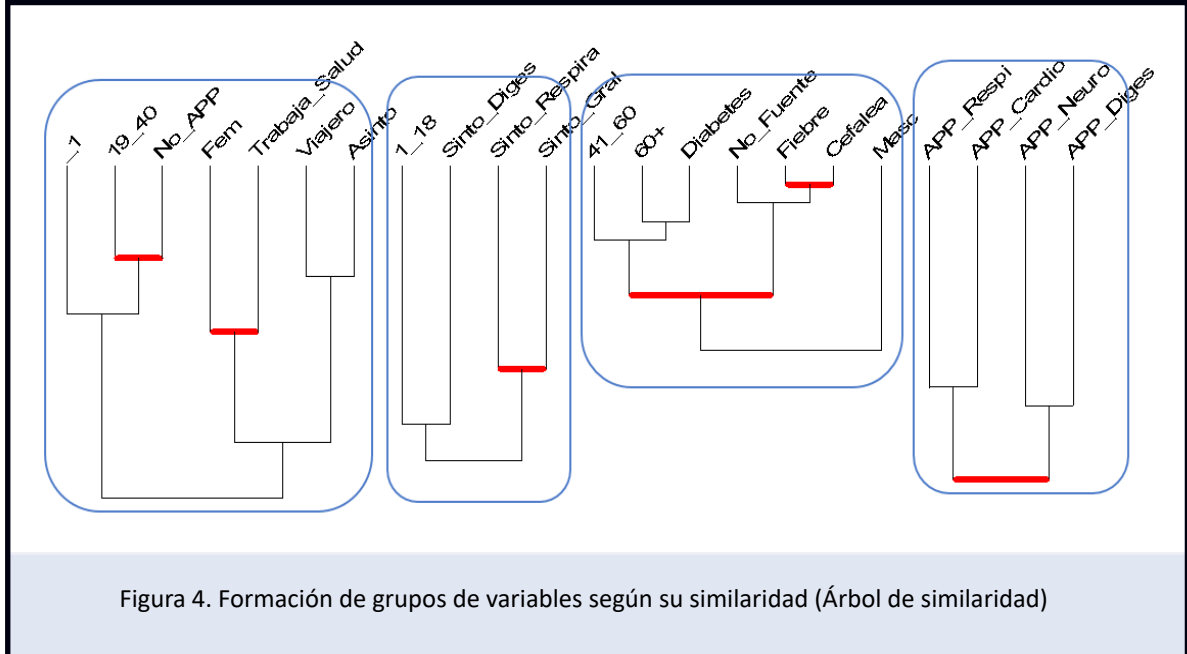 _1
19_40
No_APP
Fem
Trabaja_Salud
Viajero
Asinto
1_18
Sinto_Diges
Sinto_Respira
Sinto_Gral
41_60
60+
Diabetes
No_Fuente
Fiebre
Cefalea
Masc
APP_Respi
APP_Cardio
APP_Neuro
APP_Diges
Figura 4. Formación de grupos de variables según su similaridad (Árbol de similaridad)